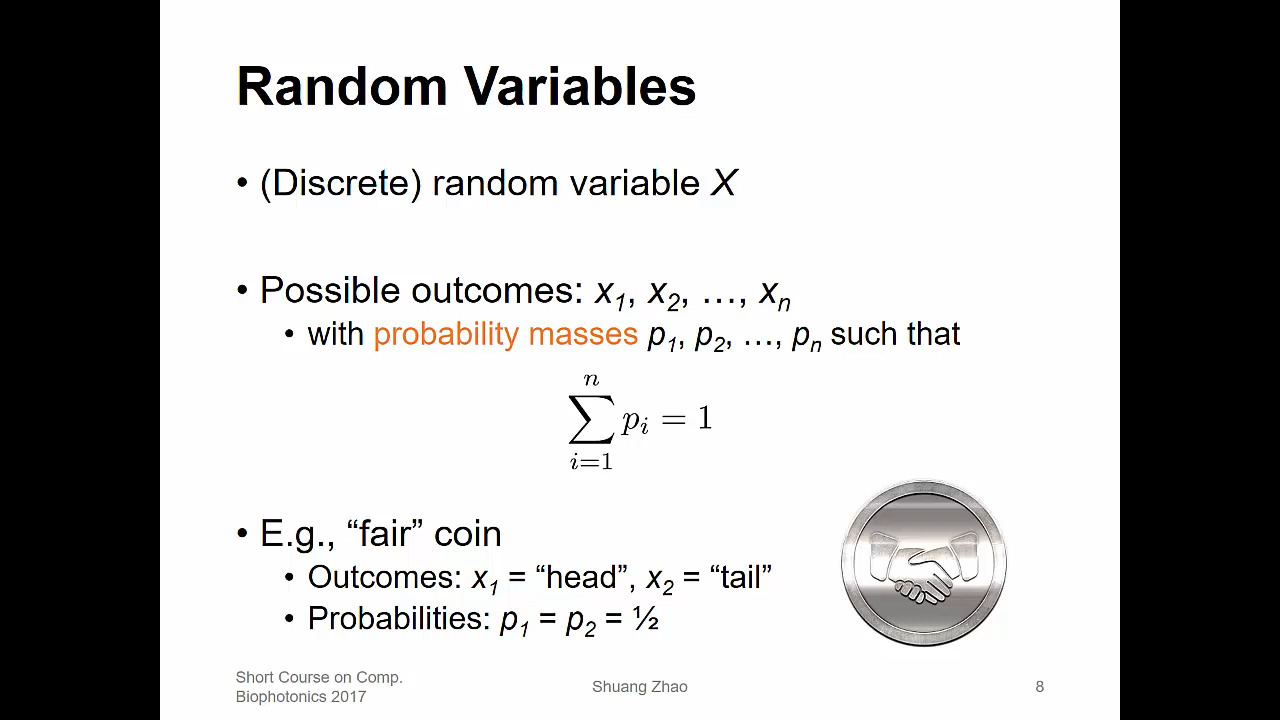 Random Variables
• (Discrete) random variable X
• Possible outcomes: x₁, x₂, …, xₙ
• with probability masses p₁, p₂, …, pₙ such that
n
∑ pᵢ = 1
i=1
• E.g., “fair” coin
• Outcomes: x₁ = “head”, x₂ = “tail”
• Probabilities: p₁ = p₂ = ½
Short Course on Comp.
Biophotonics 2017
Shuang Zhao
8